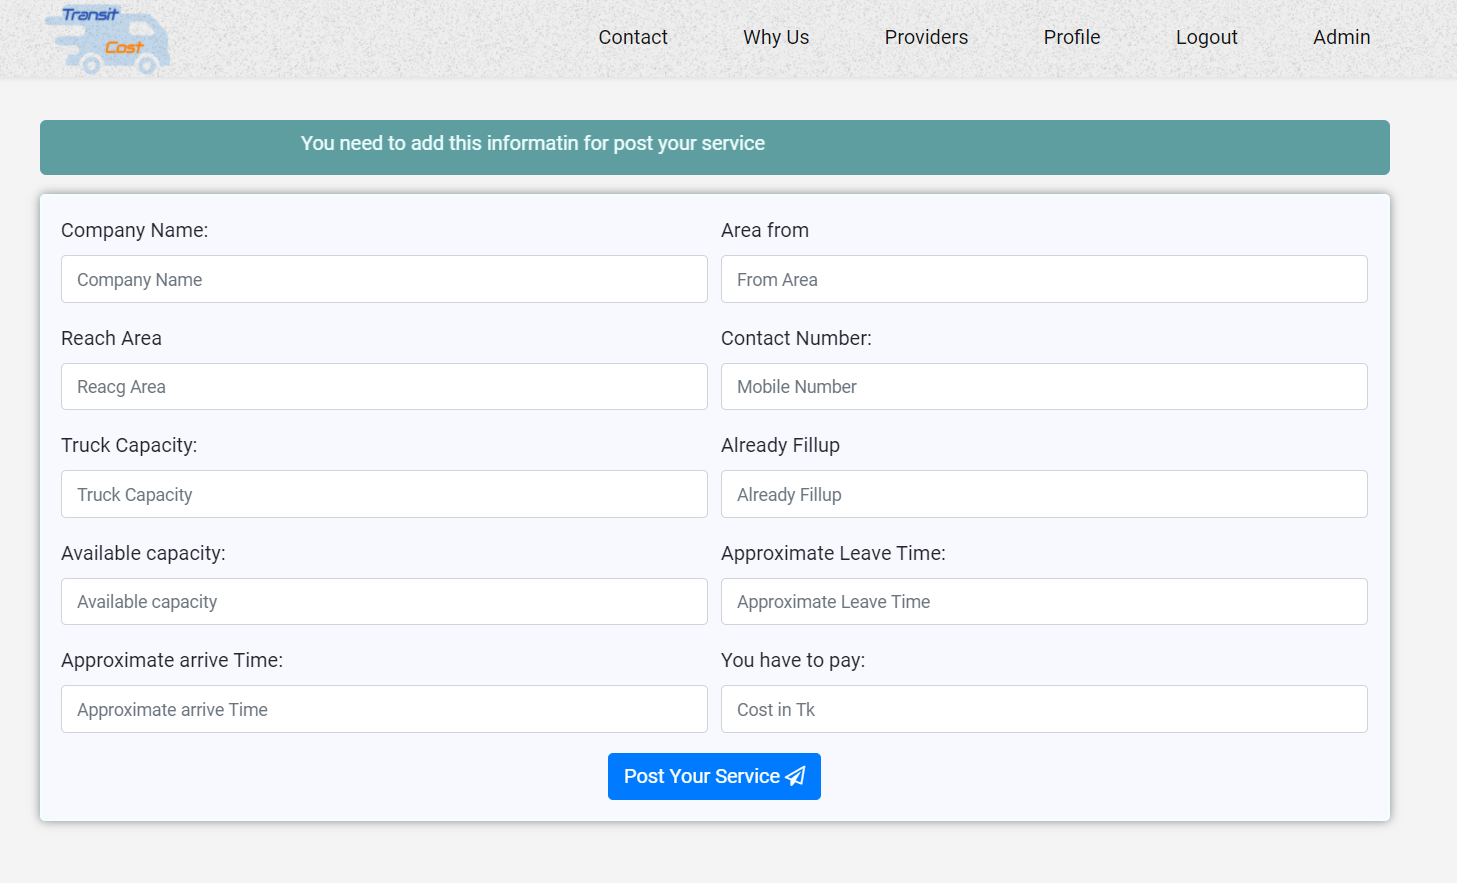 Transit
Cost
Contact Why Us Providers Profile Logout Admin
You need to add this informatin for post your service
Company Name: Area from
Company Name From Area
Reach Area Contact Number:
Reacg Area Mobile Number
Truck Capacity: Already Fillup
Truck Capacity Already Fillup
Available capacity: Approximate Leave Time:
Available capacity Approximate Leave Time
Approximate arrive Time: You have to pay:
Approximate arrive Time Cost in Tk
Post Your Service